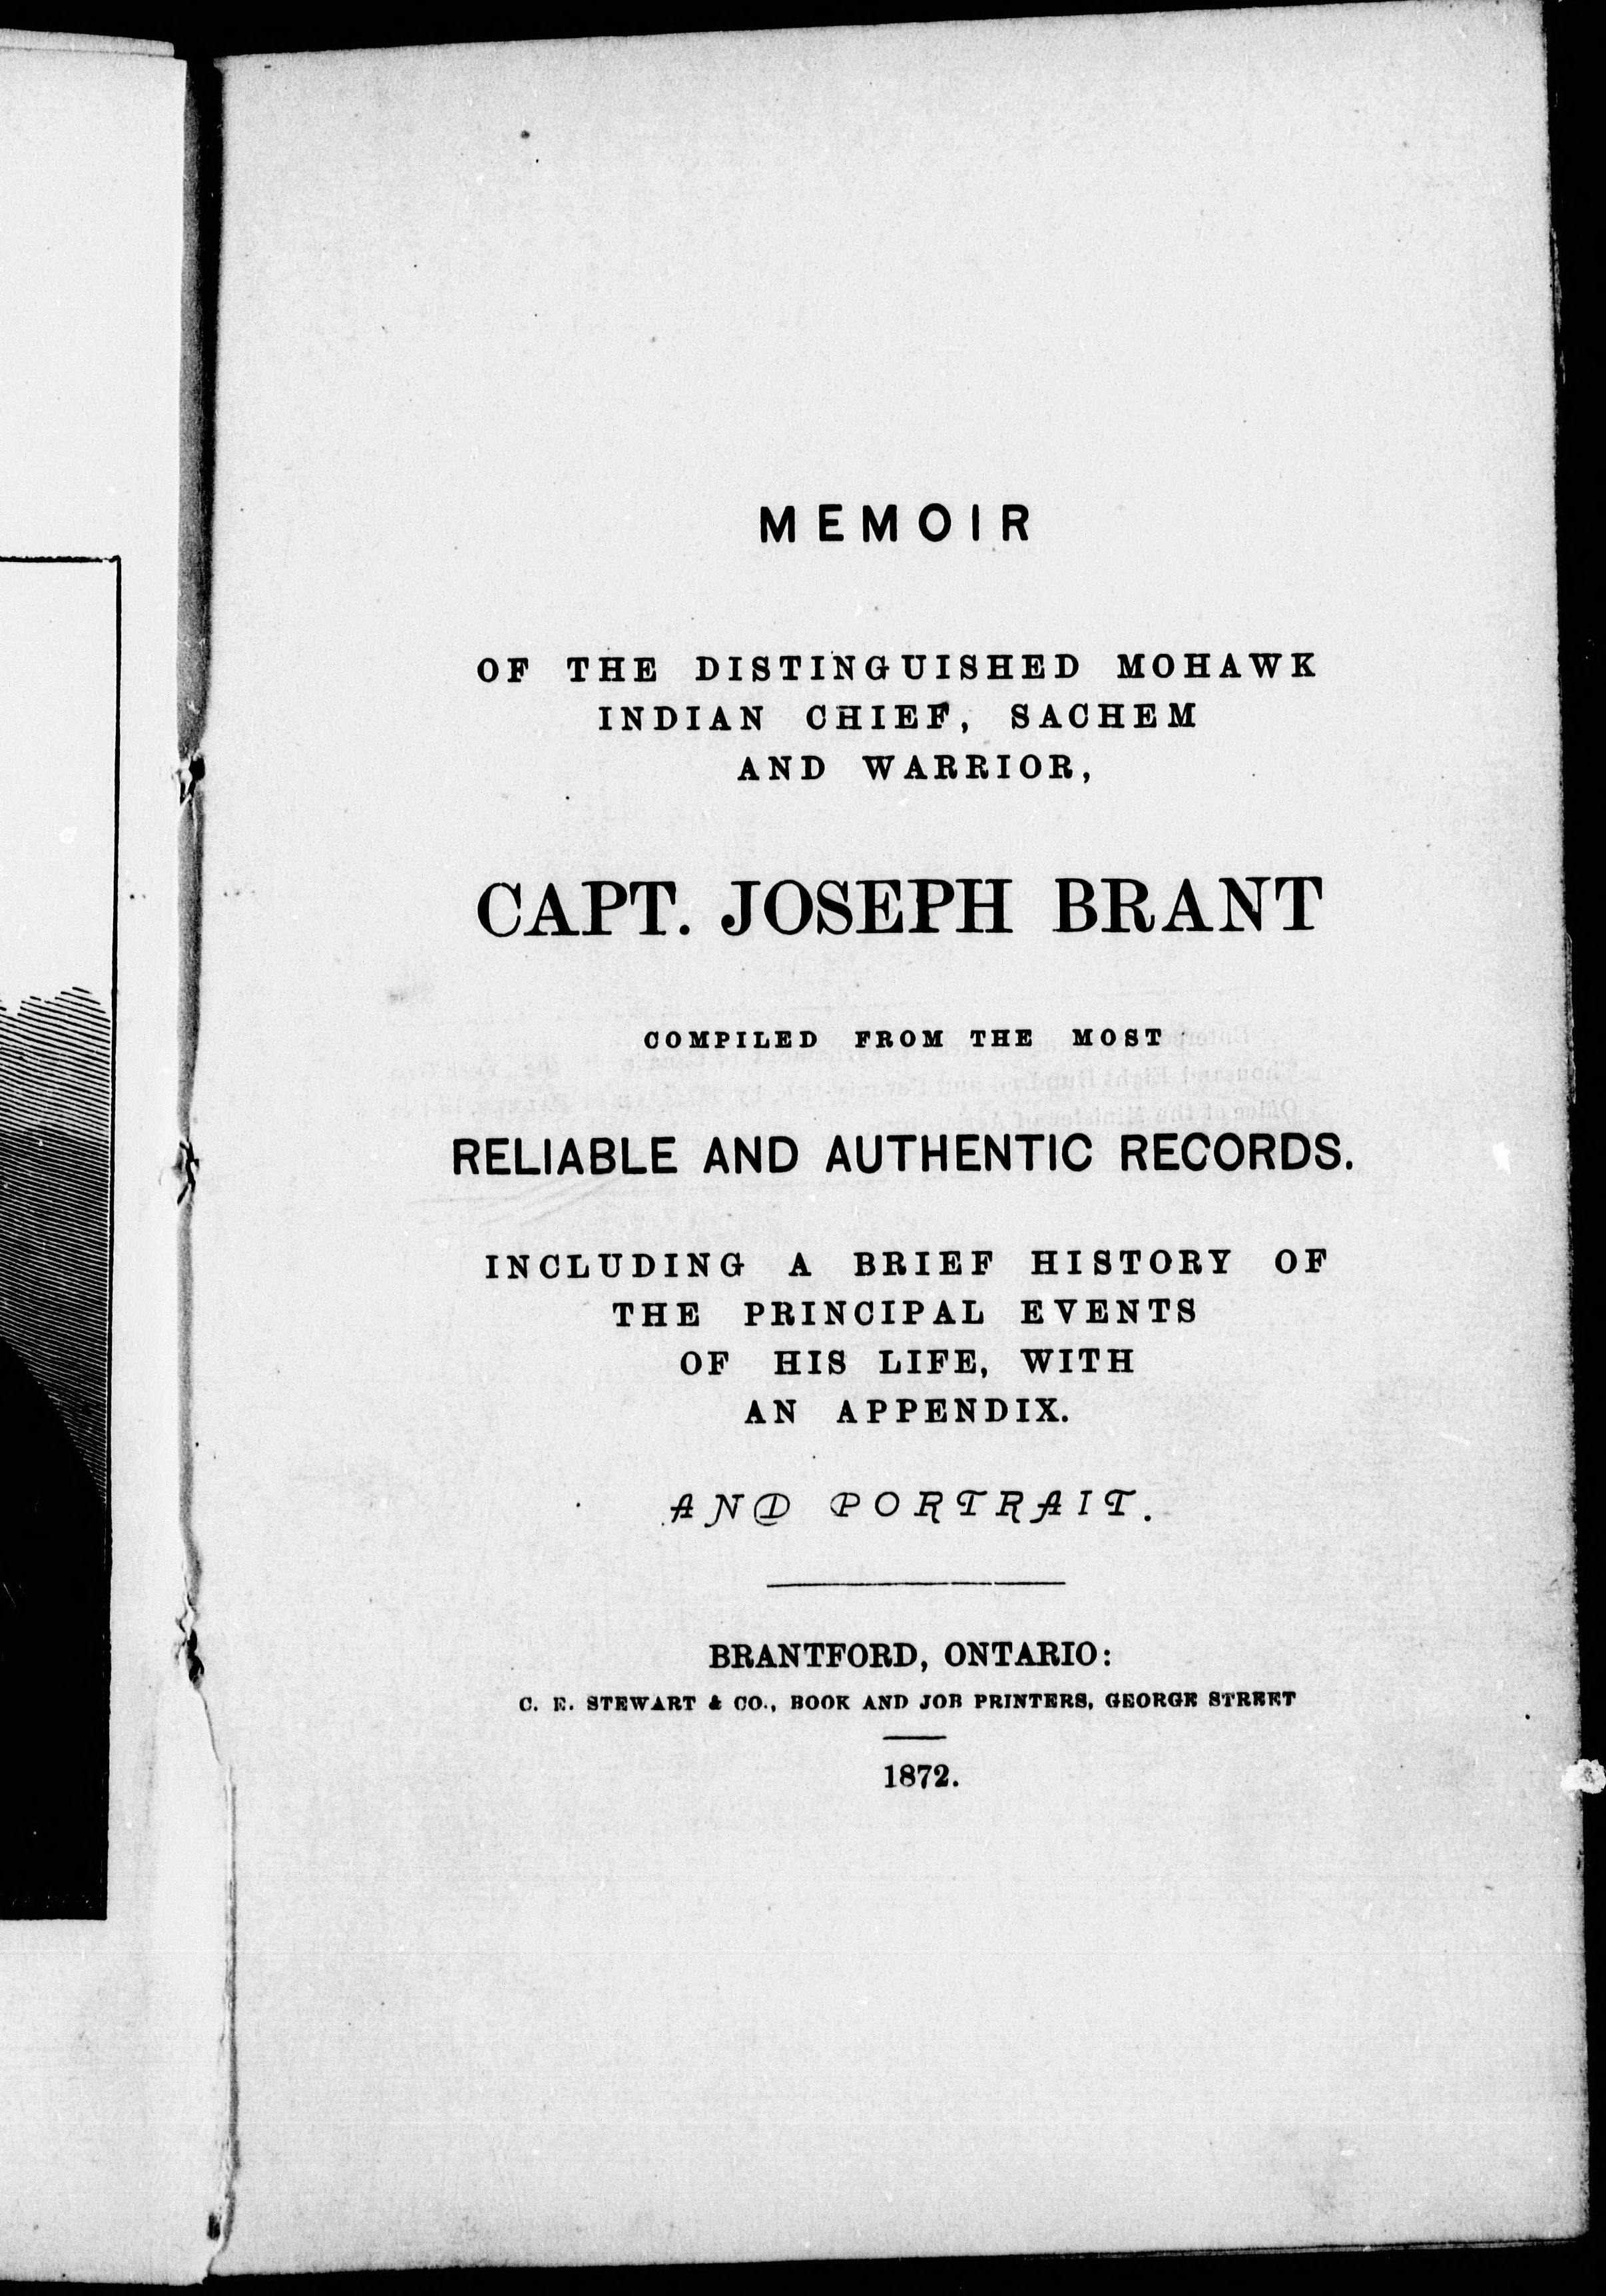 MEMOIR
OF THE DISTINGUISHED MOHAWK
INDIAN CHIEF, SACHEM
AND WARRIOR,
CAPT. JOSEPH BRANT
COMPILED FROM THE MOST
RELIABLE AND AUTHENTIC RECORDS.
INCLUDING A BRIEF HISTORY OF
THE PRINCIPAL EVENTS
OF HIS LIFE, WITH
AN APPENDIX.
AND PORTRAIT.
BRANTFORD, ONTARIO:
C. E. STEWART & CO., BOOK AND JOB PRINTERS, GEORGE STREET
1872.